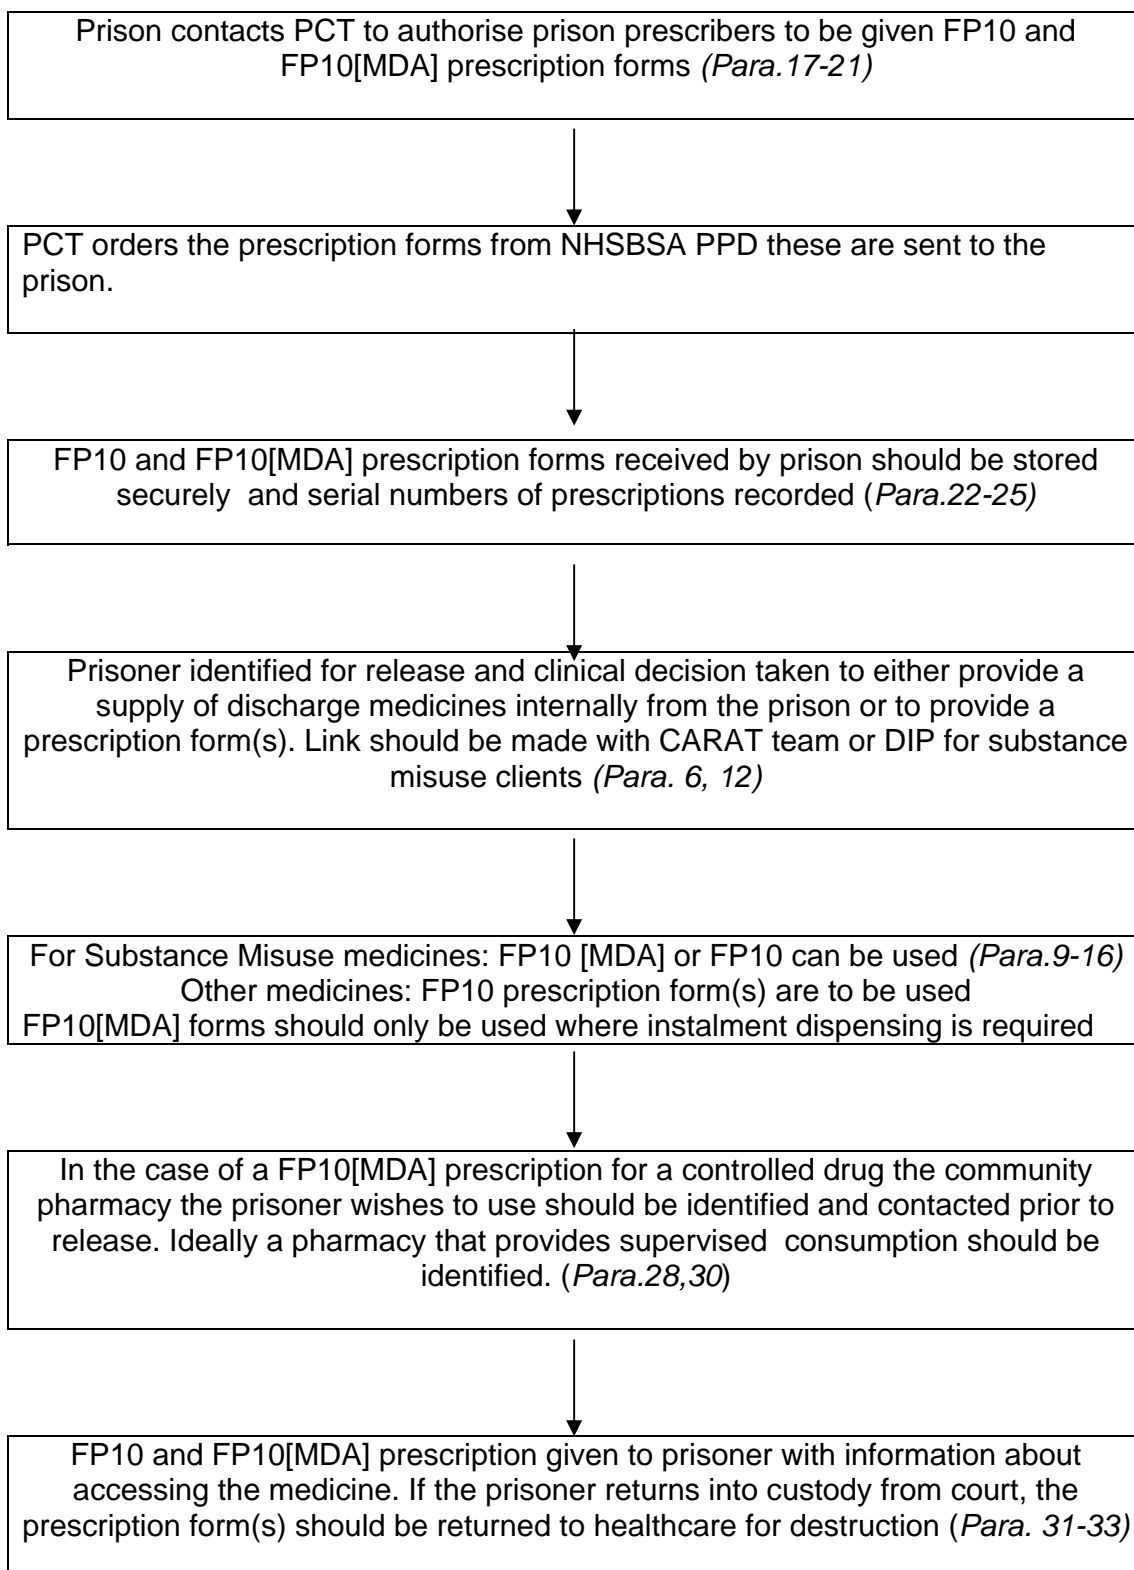 Prison contacts PCT to authorise prison prescribers to be given FP10 and
FP10[MDA] prescription forms (Para.17-21)
PCT orders the prescription forms from NHSBSA PPD these are sent to the
prison.
FP10 and FP10[MDA] prescription forms received by prison should be stored
securely and serial numbers of prescriptions recorded (Para.22-25)
Prisoner identified for release and clinical decision taken to either provide a
supply of discharge medicines internally from the prison or to provide a
prescription form(s). Link should be made with CARAT team or DIP for substance
misuse clients (Para. 6, 12)
For Substance Misuse medicines: FP10 [MDA] or FP10 can be used (Para.9-16)
Other medicines: FP10 prescription form(s) are to be used
FP10[MDA] forms should only be used where instalment dispensing is required
In the case of a FP10[MDA] prescription for a controlled drug the community
pharmacy the prisoner wishes to use should be identified and contacted prior to
release. Ideally a pharmacy that provides supervised consumption should be
identified. (Para.28,30)
FP10 and FP10[MDA] prescription given to prisoner with information about
accessing the medicine. If the prisoner returns into custody from court, the
prescription form(s) should be returned to healthcare for destruction (Para. 31-33)